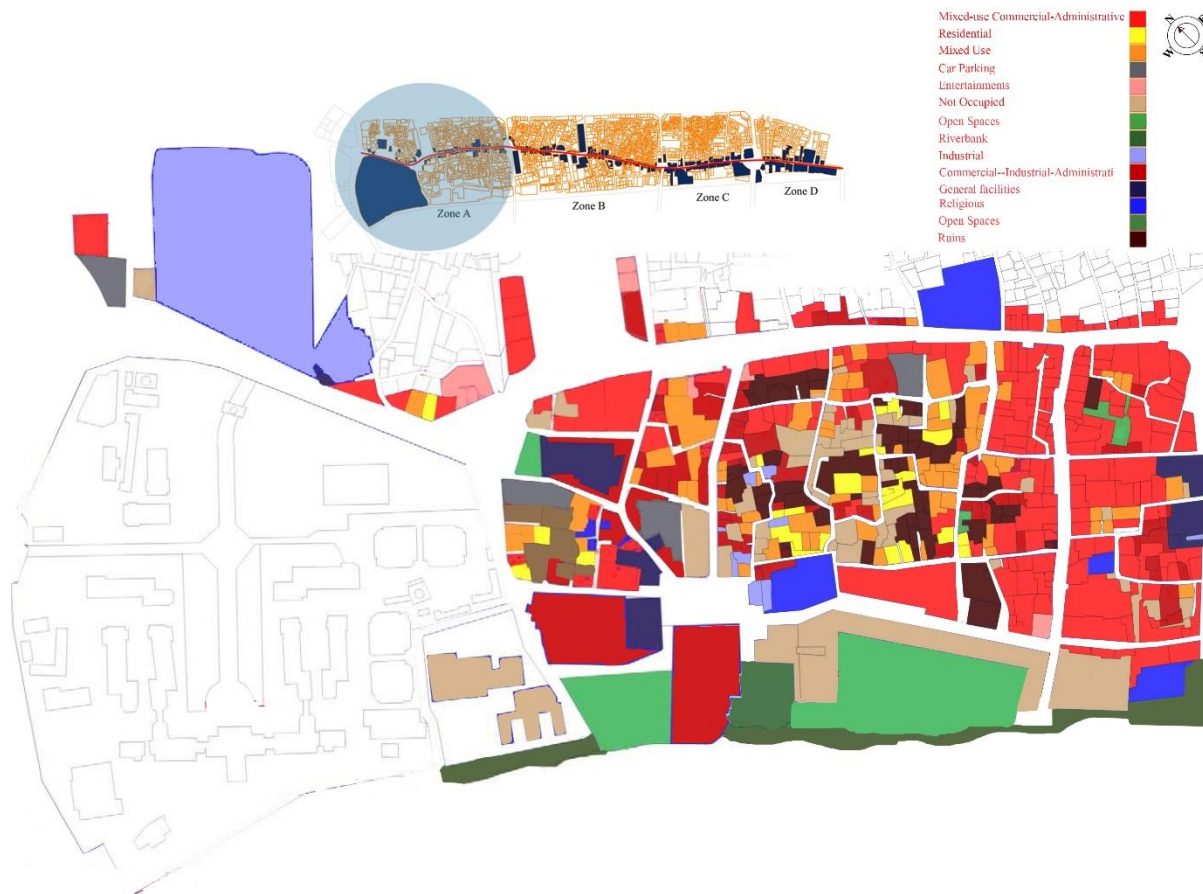 Mixed-use Commercial-Administrative
Residential
Mixed Use
Car Parking
Entertainments
Not Occupied
Open Spaces
Riverbank
Industrial
Commercial--Industrial-Administrati
General facilities
Religious
Open Spaces
Ruins
N
W
Zone A
Zone B
Zone C
Zone D